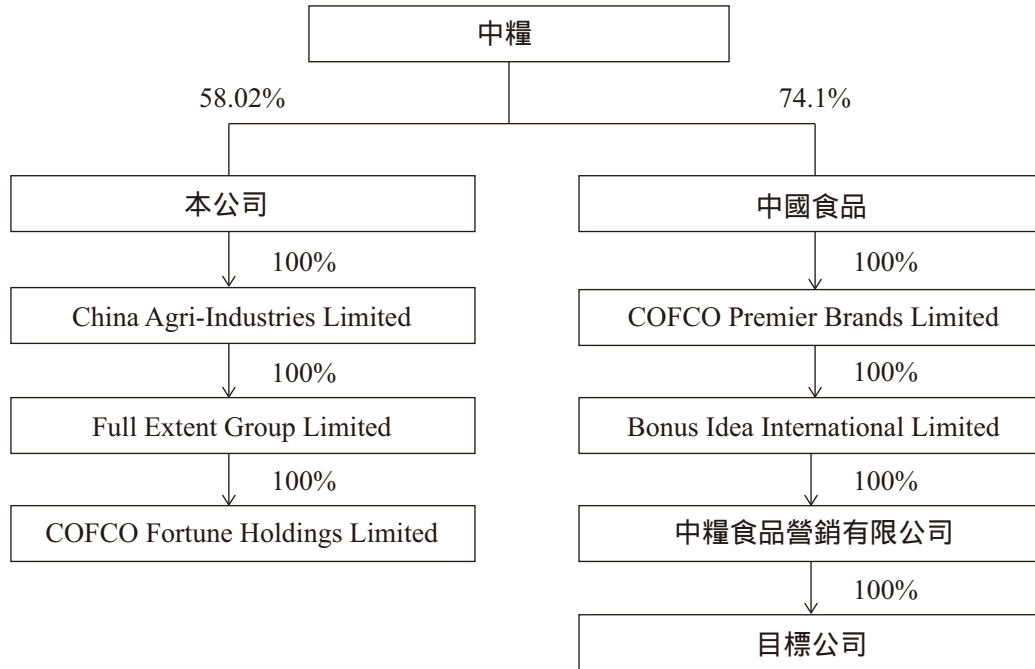 中糧
58.02%
74.1%
本公司
中國食品
100%
100%
China Agri-Industries Limited
COFCO Premier Brands Limited
100%
100%
Full Extent Group Limited
Bonus Idea International Limited
100%
100%
COFCO Fortune Holdings Limited
中糧食品營銷有限公司
100%
目標公司